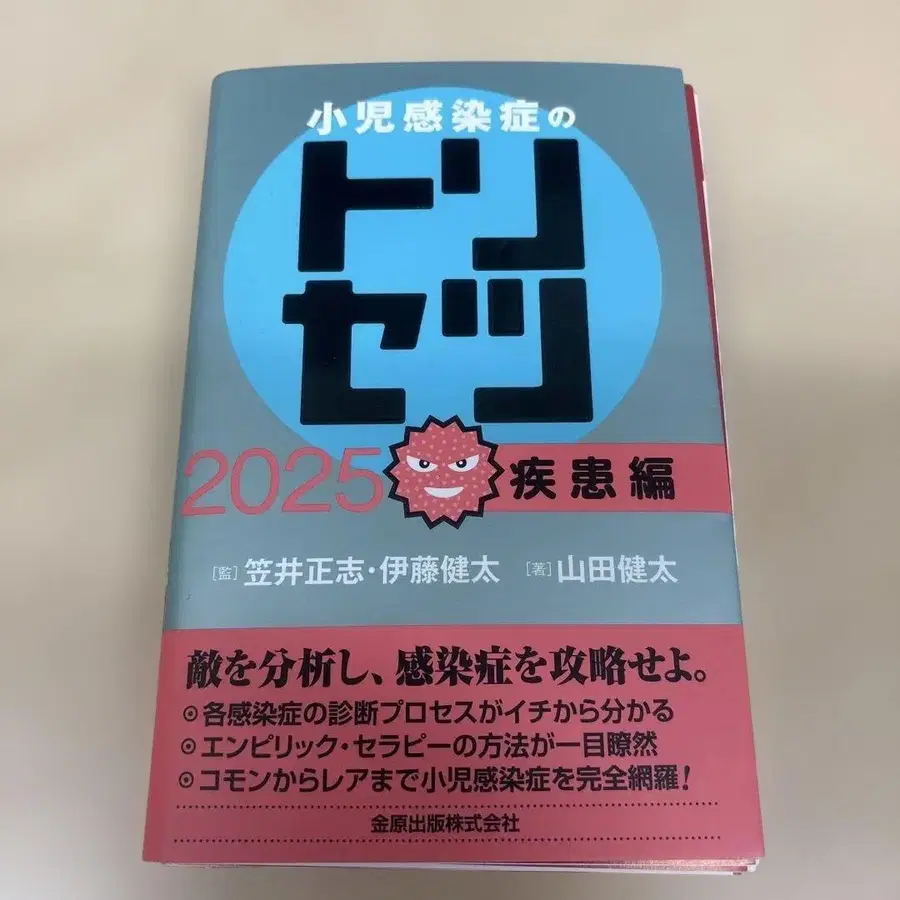 小児感染症の
トリ
セツ
2025 疾患編
[監]笠井正志・伊藤健太 [著]山田健太
敵を分析し、感染症を攻略せよ。
◉各感染症の診断プロセスがイチから分かる
◉エンピリック・セラピーの方法が一目瞭然
◉コモンからレアまで小児感染症を完全網羅!
金原出版株式会社